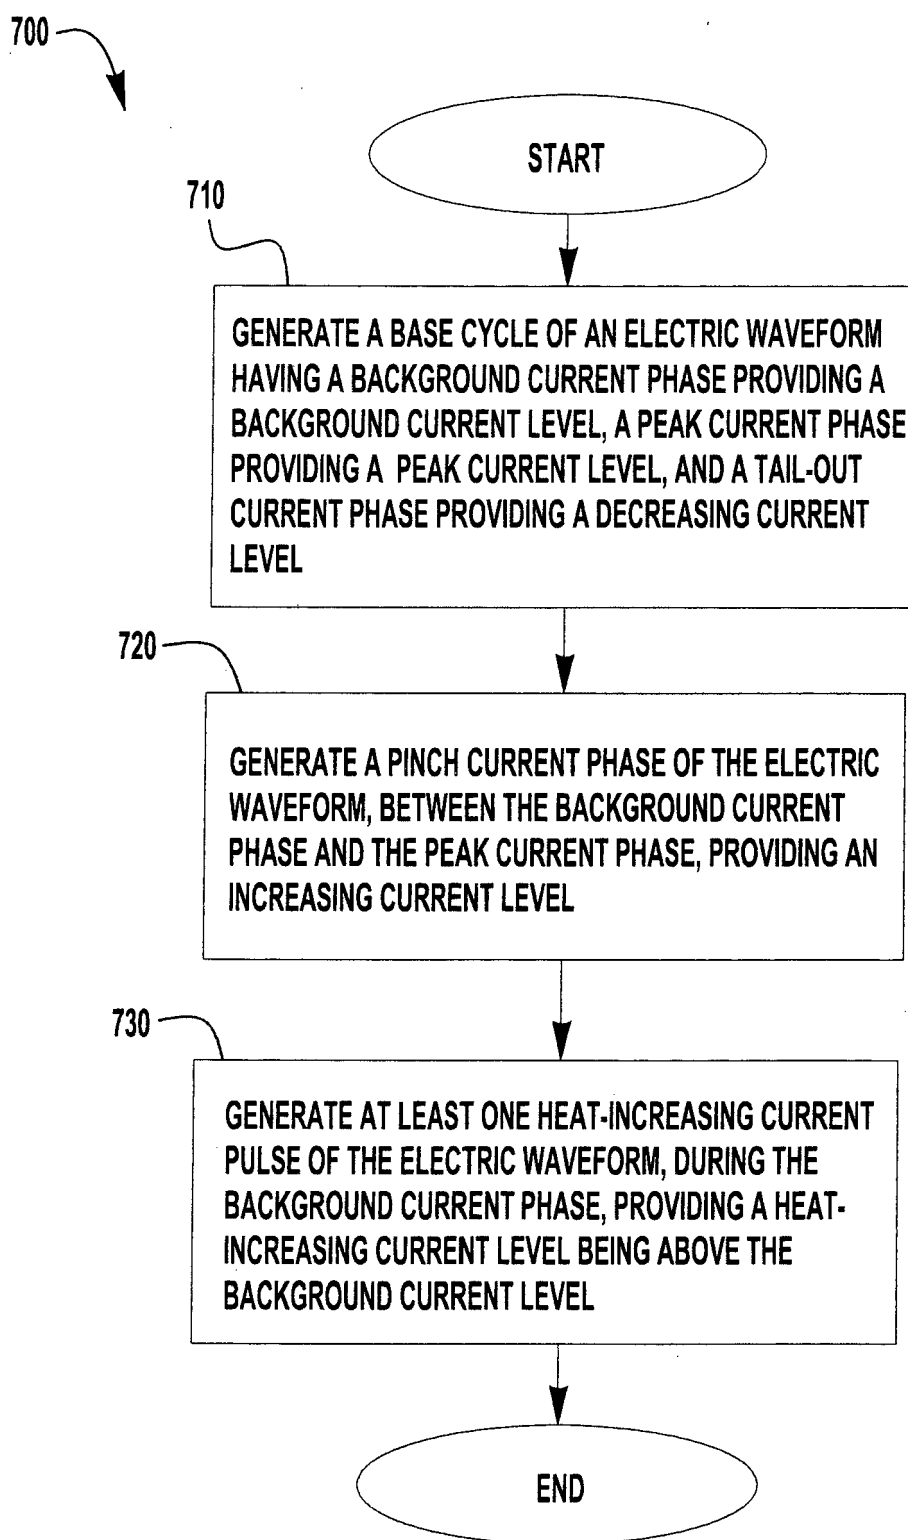 700
START
710
GENERATE A BASE CYCLE OF AN ELECTRIC WAVEFORM
HAVING A BACKGROUND CURRENT PHASE PROVIDING A
BACKGROUND CURRENT LEVEL, A PEAK CURRENT PHASE
PROVIDING A PEAK CURRENT LEVEL, AND A TAIL-OUT
CURRENT PHASE PROVIDING A DECREASING CURRENT
LEVEL
720
GENERATE A PINCH CURRENT PHASE OF THE ELECTRIC
WAVEFORM, BETWEEN THE BACKGROUND CURRENT
PHASE AND THE PEAK CURRENT PHASE, PROVIDING AN
INCREASING CURRENT LEVEL
730
GENERATE AT LEAST ONE HEAT-INCREASING CURRENT
PULSE OF THE ELECTRIC WAVEFORM, DURING THE
BACKGROUND CURRENT PHASE, PROVIDING A HEAT-
INCREASING CURRENT LEVEL BEING ABOVE THE
BACKGROUND CURRENT LEVEL
END